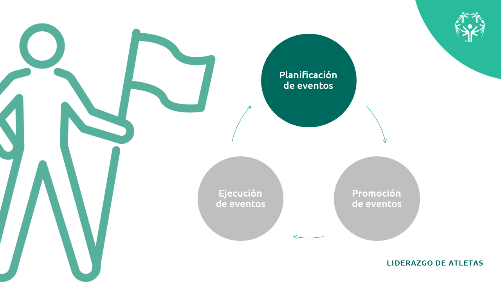 Planificación
de eventos
Ejecución
de eventos
Promoción
de eventos
LIDERAZGO DE ATLETAS